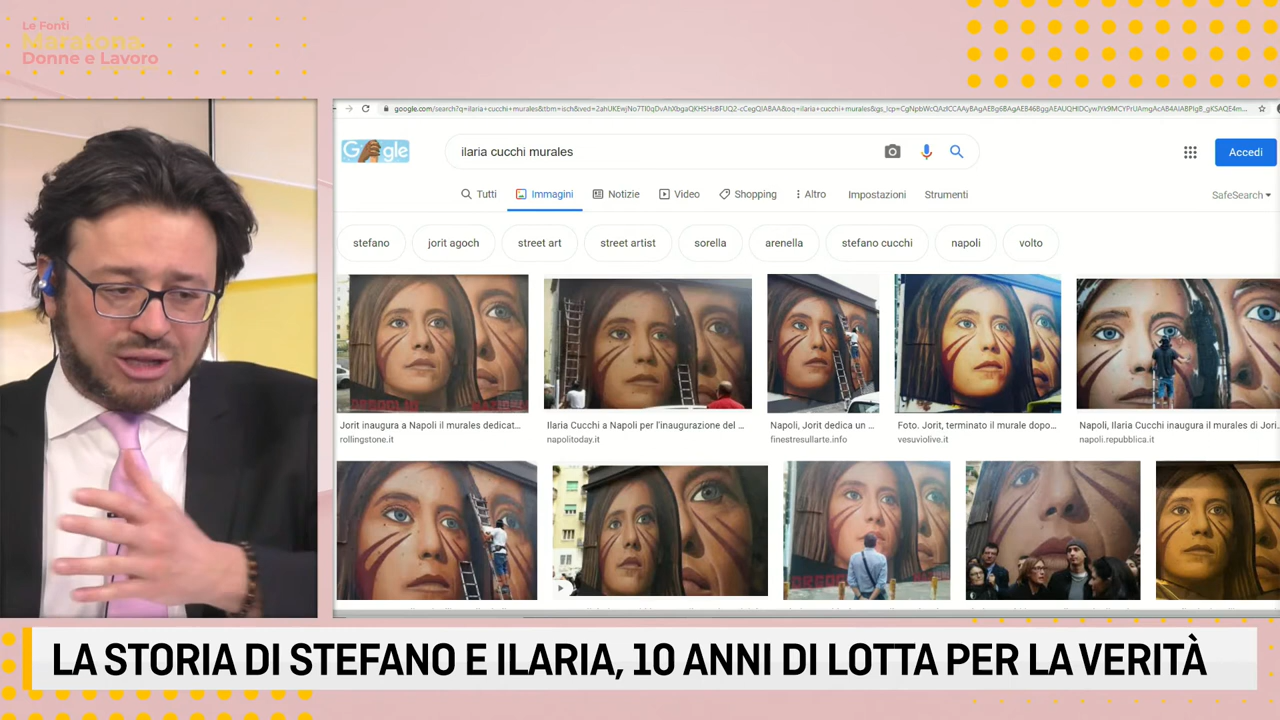 Le Fonti
Maratona
Donne e Lavoro
Google
ilaria cucchi murales
Accedi
Tutti
Immagini
Notizie
Video
Shopping
Altro
Impostazioni
Strumenti
SafeSearch
stefano
jorit agoch
street art
street artist
sorella
arenella
stefano cucchi
napoli
volto
Jorit inaugura a Napoli il murales dedicat...
rollingstone.it
Ilaria Cucchi a Napoli per l'inaugurazione del ...
napolitoday.it
Napoli, Jorit dedica un ...
finestresullarte.info
Foto. Jorit, terminato il murale dopo...
vesuviolive.it
Napoli, Ilaria Cucchi inaugura il murales di Jori...
napoli.repubblica.it
LA STORIA DI STEFANO E ILARIA, 10 ANNI DI LOTTA PER LA VERITÀ